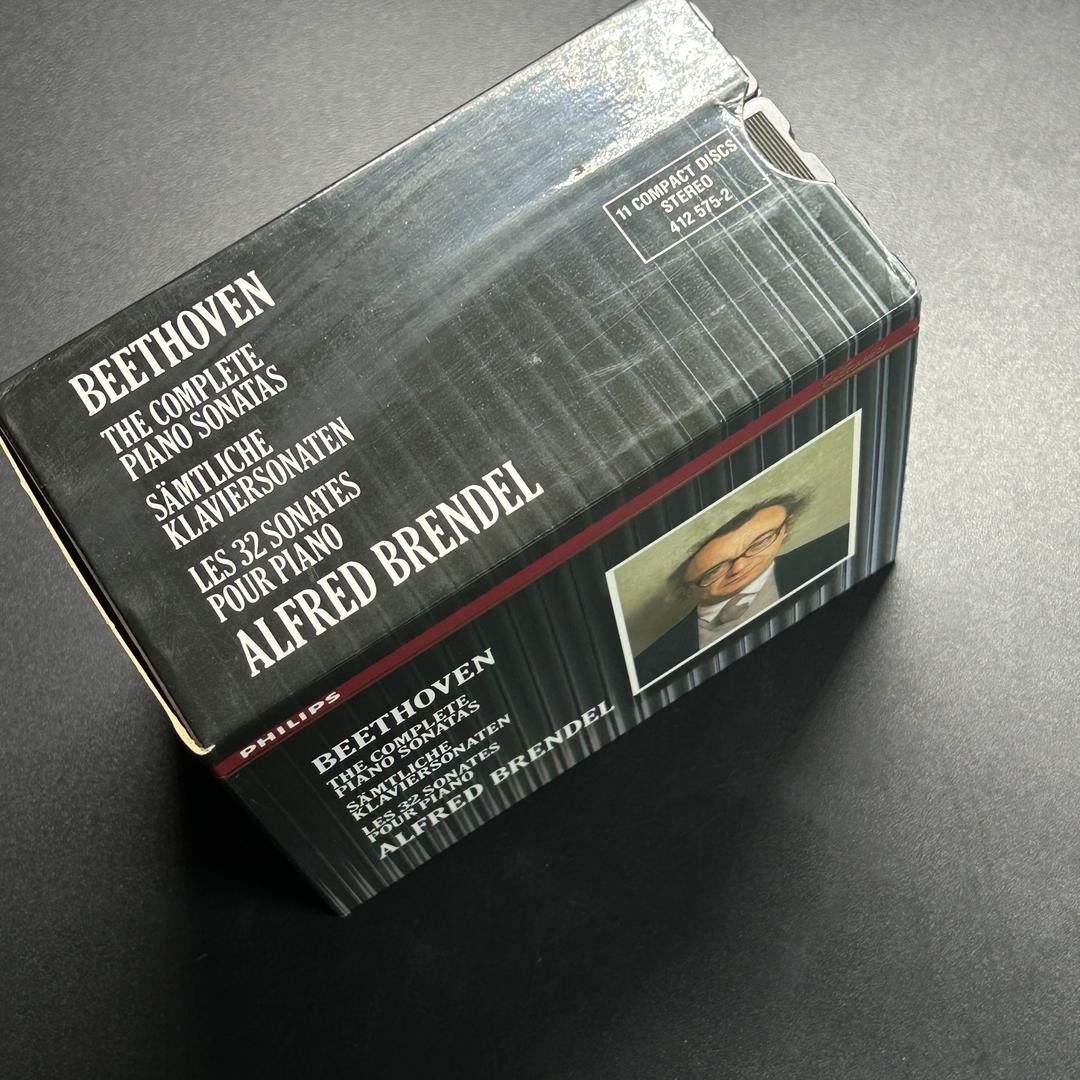 11 COMPACT DISCS
STEREO
412 575-2
BEETHOVEN
THE COMPLETE
PIANO SONATAS
SÄMTLICHE
KLAVIERSONATEN
LES 32 SONATES
POUR PIANO
ALFRED BRENDEL
PHILIPS
BEETHOVEN
THE COMPLETE
PIANO SONATAS
SÄMTLICHE
KLAVIERSONATEN
LES 32 SONATES
POUR PIANO
ALFRED BRENDEL